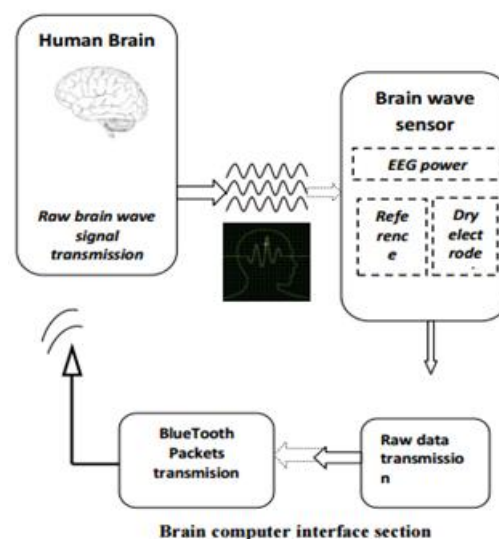 Human Brain
Raw brain wave
signal
transmission
Brain wave
sensor
EEG power
Refe
renc
e
Dry
elect
rode
BlueTooth
Packets
transmision
Raw data
transmissio
n
Brain computer interface section